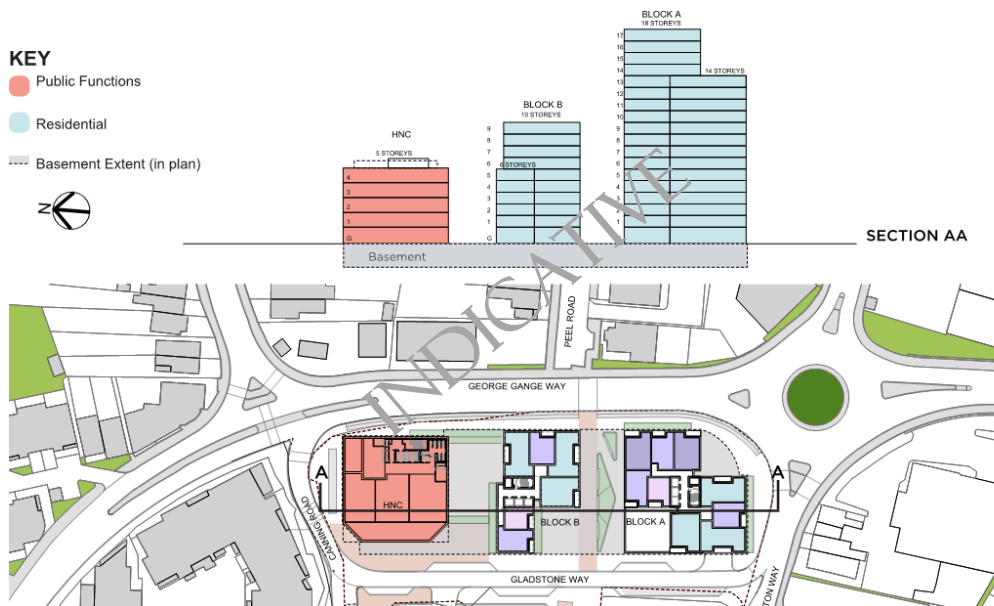 KEY
Public Functions
Residential
Basement Extent (in plan)
N
HNC
5 STOREYS
4
3
2
1
G
BLOCK B
10 STOREYS
9
8
7
6
6 STOREYS
5
4
3
2
1
G
BLOCK A
18 STOREYS
17
16
15
14
14 STOREYS
13
12
11
10
9
8
7
6
5
4
3
2
1
G
SECTION AA
Basement
INDICATIVE
PEEL ROAD
GEORGE GANGE WAY
A
A
HNC
BLOCK B
BLOCK A
CANNING ROAD
GLADSTONE WAY
TON WAY